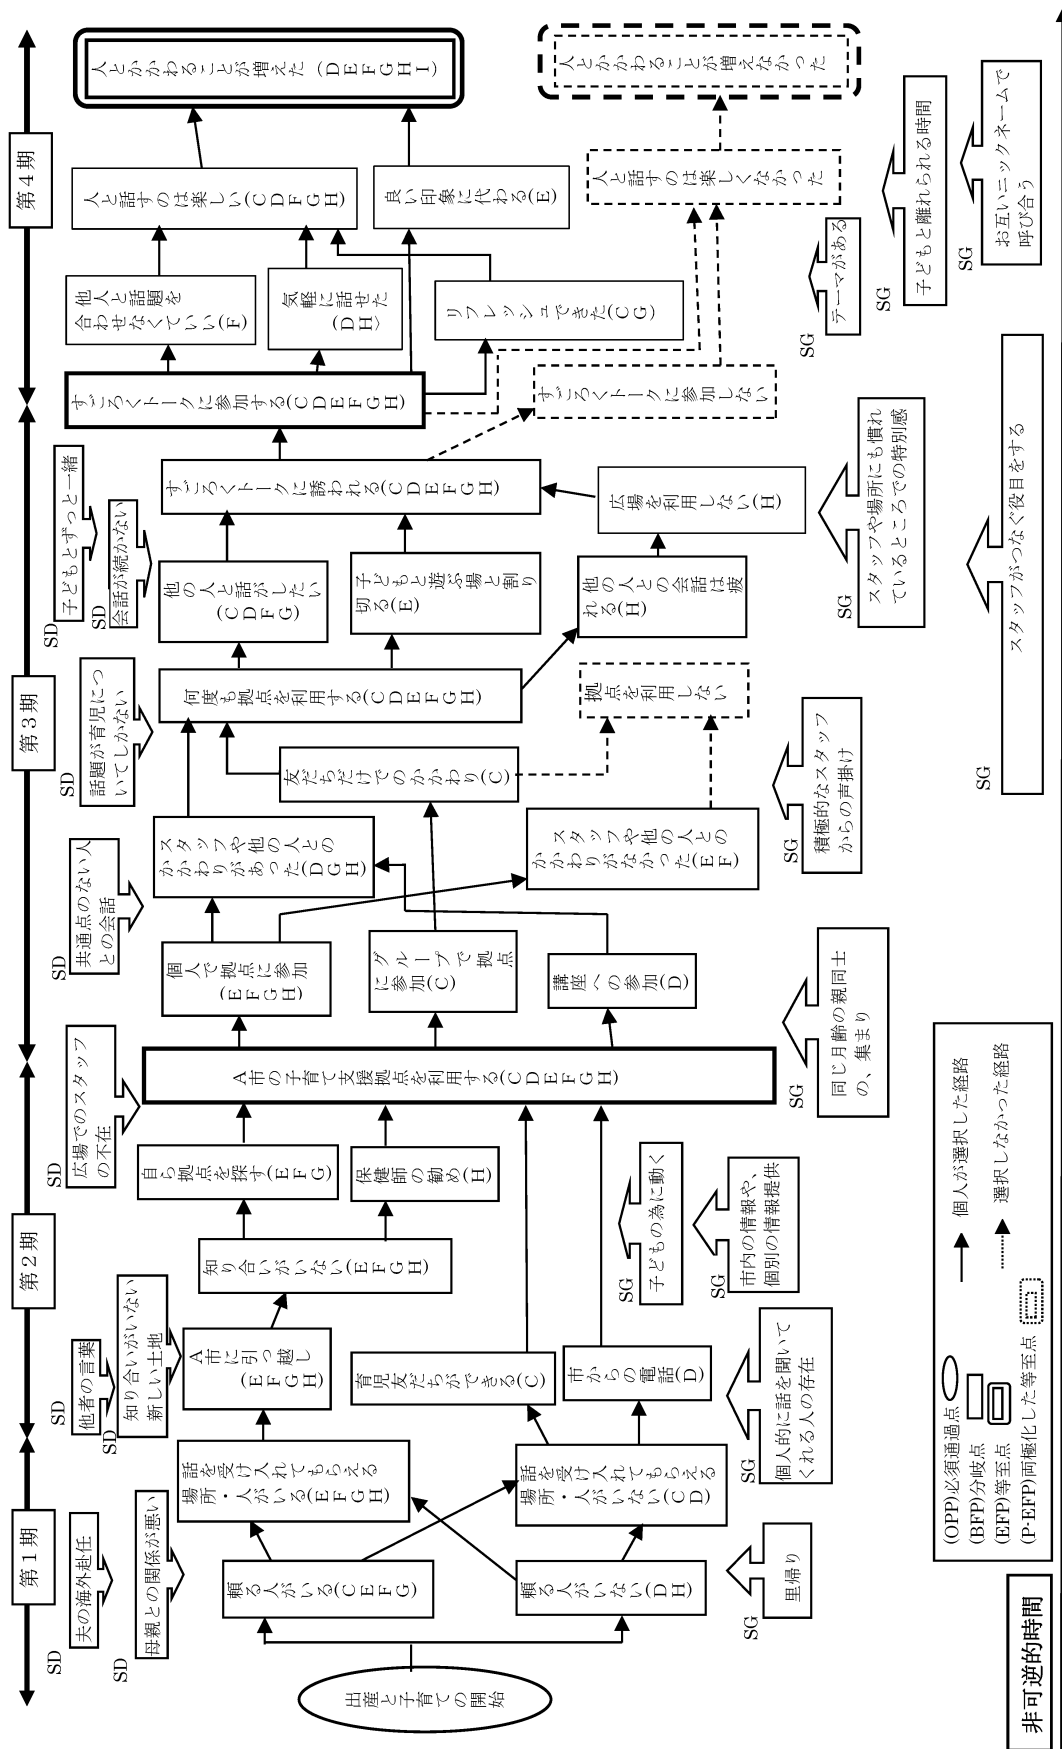 第１期
第２期
第３期
第４期
SD
夫の海外赴任
SD
母親との関係が悪い
SD
他者の言葉
SD
知り合いがいない
新しい土地
SD
広場でのスタッフ
の不在
SD
共通点のない人
との会話
SD
話題が育児につ
いてしかない
SD
子どもとずっと一緒
SD
会話が続かない
出産と子育ての開始
頼る人がいる(CEFG)
頼る人がいない(DH)
話を受け入れてもらえる
場所・人がいる(EFGH)
話を受け入れてもらえる
場所・人がいない(CD)
A市に引っ越し
(EFGH)
育児友だちができる(C)
市からの電話(D)
知り合いがいない(EFGH)
自ら拠点を探す(EFG)
保健師の勧め(H)
A市の子育て支援拠点を利用する(CDEFGH)
個人で拠点に参加
(EFGH)
グループで拠点
に参加(C)
講座への参加(D)
スタッフや他の人との
かかわりがあった(DGH)
友だちだけでのかかわり(C)
スタッフや他の人との
かかわりがなかった(EF)
何度も拠点を利用する(CDEFGH)
拠点を利用しない
他の人と話がしたい
(CDFG)
子どもと遊ぶ場と割り
切る(E)
他の人との会話は疲
れる(H)
広場を利用しない(H)
すごろくトークに誘われる(CDEFGH)
すごろくトークに参加する(CDEFGH)
すごろくトークに参加しない
他人と話題を
合わせなくていい(F)
気軽に話せた
(DH)
リフレッシュできた(CG)
人と話すのは楽しい(CDFGH)
良い印象に代わる(E)
人と話すのは楽しくなかった
人とかかわることが増えた (DEFGHI)
人とかかわることが増えなかった
SG
里帰り
SG
個人的に話を聞いて
くれる人の存在
SG
子どもの為に動く
SG
市内の情報や、
個別の情報提供
SG
同じ月齢の親同士
の、集まり
SG
積極的なスタッフ
からの声掛け
SG
スタッフや場所にも慣れ
ているところでの特別感
SG
スタッフがつなぐ役目をする
SG
テーマがある
SG
子どもと離れられる時間
SG
お互いニックネームで
呼び合う
(OPP)必須通過点
(BFP)分岐点
(EFP)等至点
(P-EFP)両極化した等至点
個人が選択した経路
選択しなかった経路
非可逆的時間